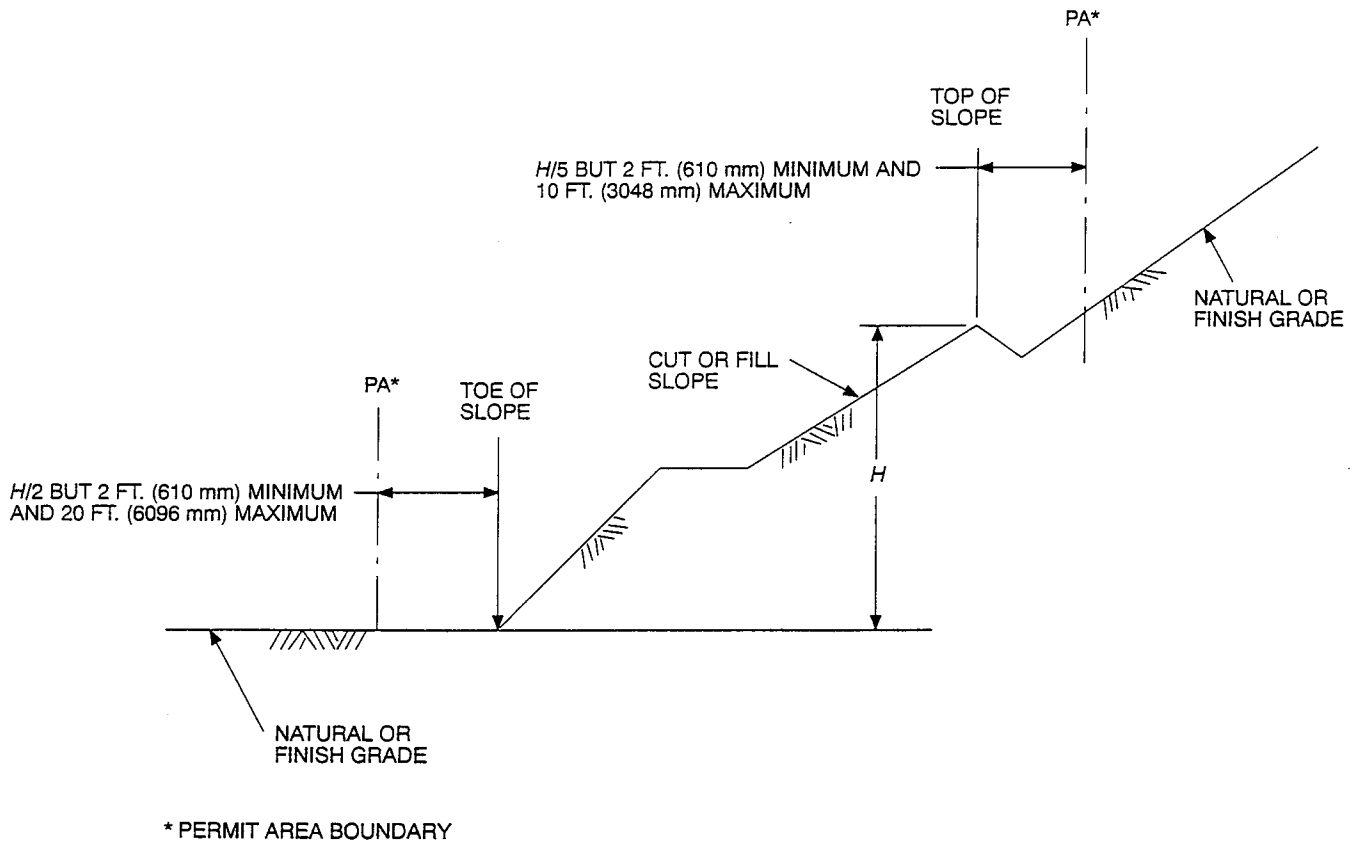 PA*
TOP OF
SLOPE
H/5 BUT 2 FT. (610 mm) MINIMUM AND
10 FT. (3048 mm) MAXIMUM
NATURAL OR
FINISH GRADE
CUT OR FILL
SLOPE
PA*
TOE OF
SLOPE
H
H/2 BUT 2 FT. (610 mm) MINIMUM
AND 20 FT. (6096 mm) MAXIMUM
NATURAL OR
FINISH GRADE
* PERMIT AREA BOUNDARY